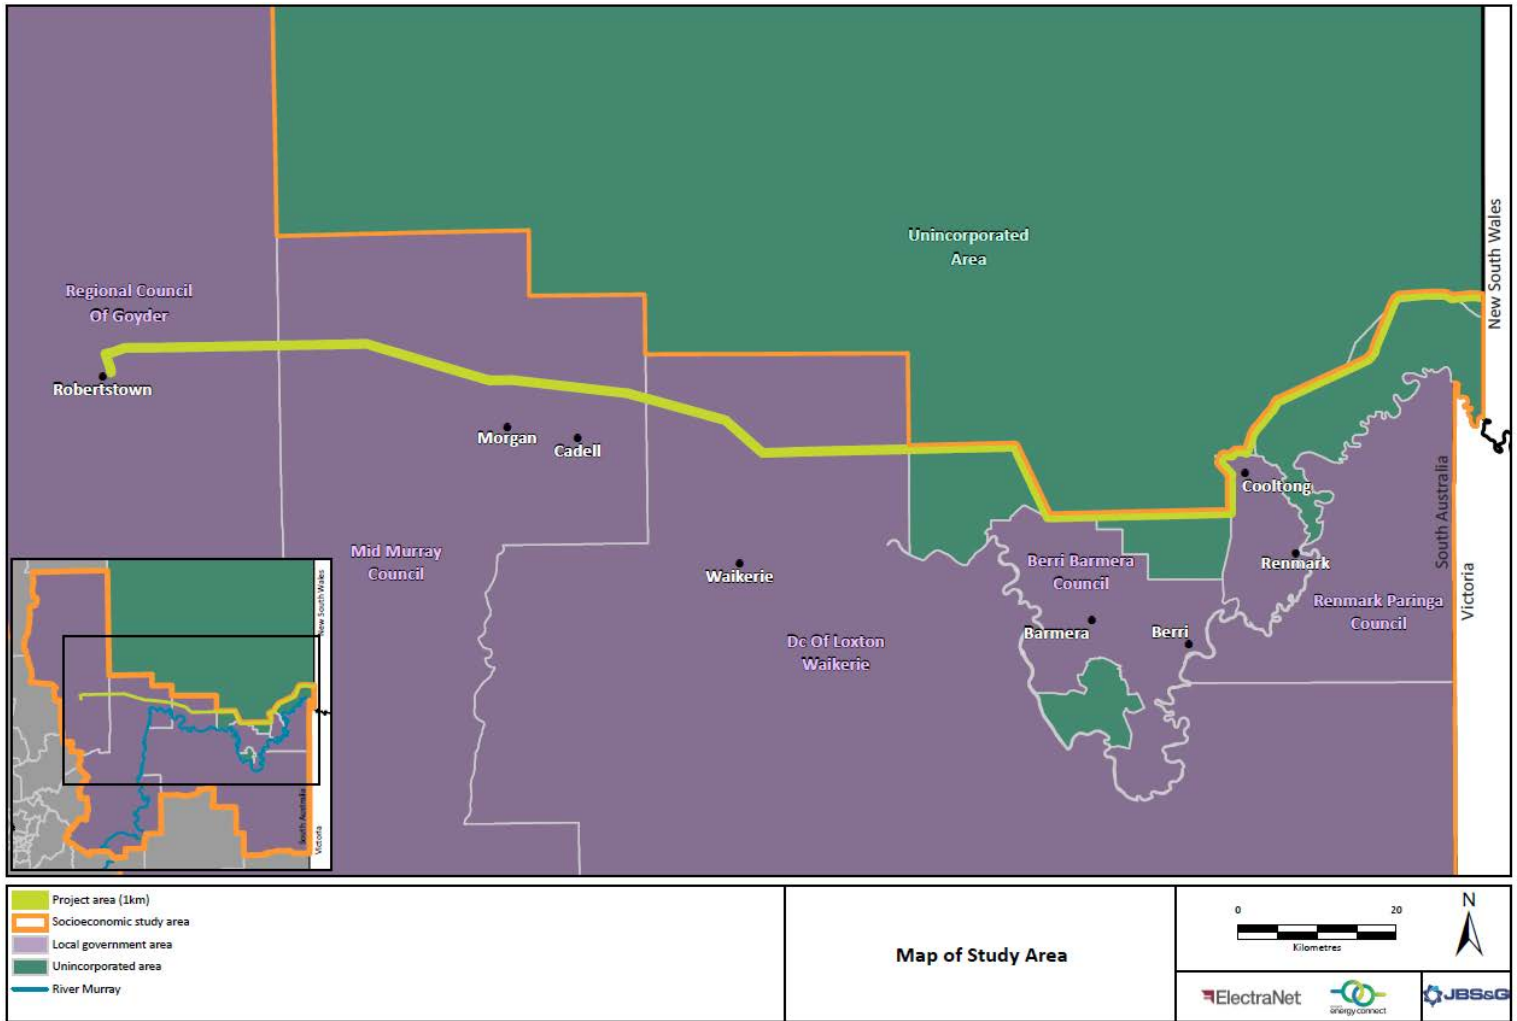 Unincorporated
Area
New South Wales
Regional Council
Of Goyder
Robertstown
Morgan
Cadell
Cooltong
South Australia
Mid Murray
Council
Waikerie
Berri Barmera
Council
Renmark
Victoria
Renmark Paringa
Council
Barmera
Berri
Dc Of Loxton
Waikerie
New South Wales
South Australia
Victoria
Project area (1km)
Socioeconomic study area
Local government area
Unincorporated area
River Murray
Map of Study Area
0 20
Kilometres
N
ElectraNet
energy connect
JBS&G